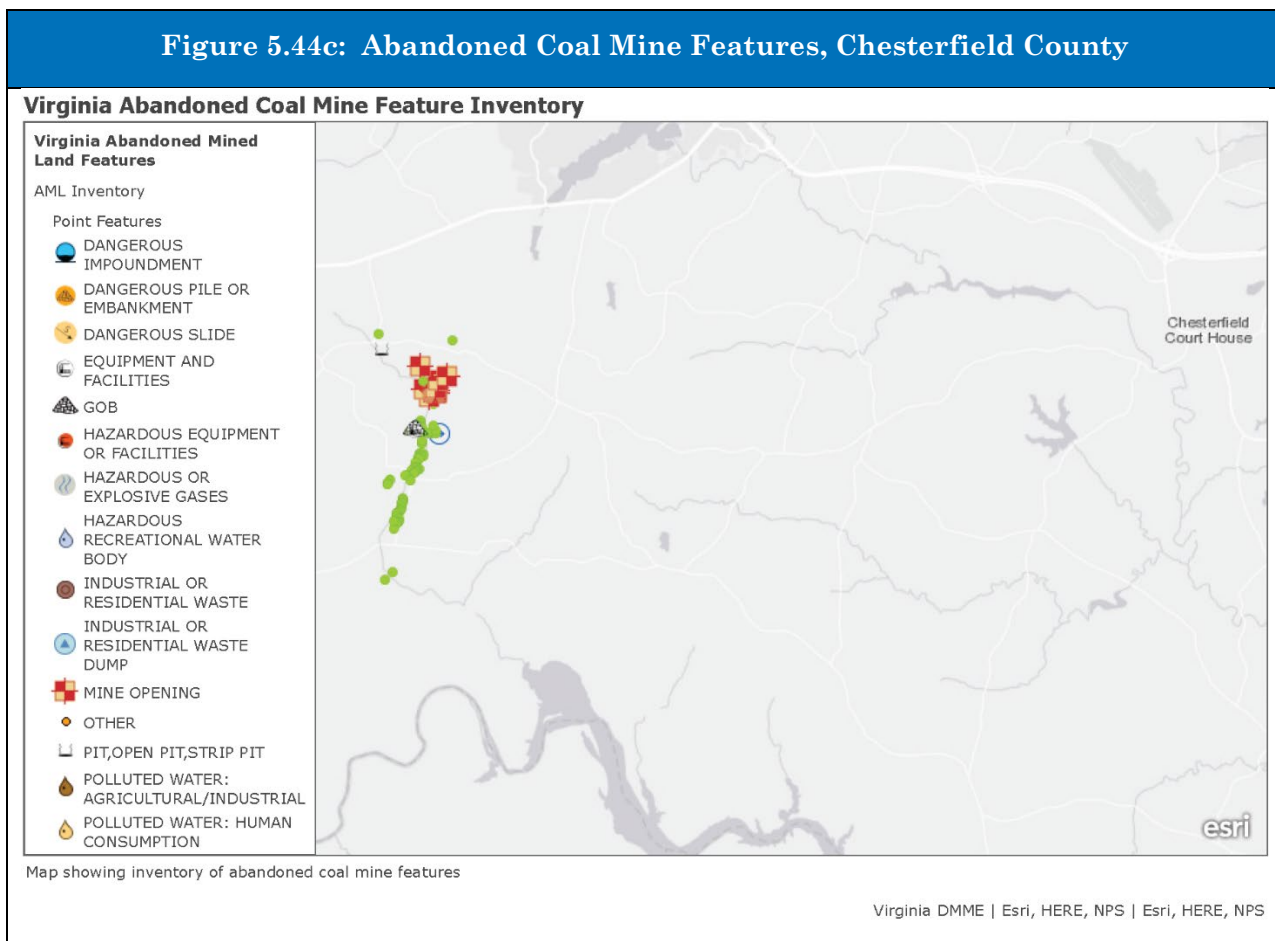 Figure 5.44c: Abandoned Coal Mine Features, Chesterfield County
Virginia Abandoned Coal Mine Feature Inventory
Virginia Abandoned Mined
Land Features
AML Inventory
Point Features
DANGEROUS
IMPOUNDMENT
DANGEROUS PILE OR
EMBANKMENT
DANGEROUS SLIDE
EQUIPMENT AND
FACILITIES
GOB
HAZARDOUS EQUIPMENT
OR FACILITIES
HAZARDOUS OR
EXPLOSIVE GASES
HAZARDOUS
RECREATIONAL WATER
BODY
INDUSTRIAL OR
RESIDENTIAL WASTE
INDUSTRIAL OR
RESIDENTIAL WASTE
DUMP
MINE OPENING
OTHER
PIT,OPEN PIT,STRIP PIT
POLLUTED WATER:
AGRICULTURAL/INDUSTRIAL
POLLUTED WATER: HUMAN
CONSUMPTION
Chesterfield
Court House
esri
Map showing inventory of abandoned coal mine features
Virginia DMME | Esri, HERE, NPS | Esri, HERE, NPS